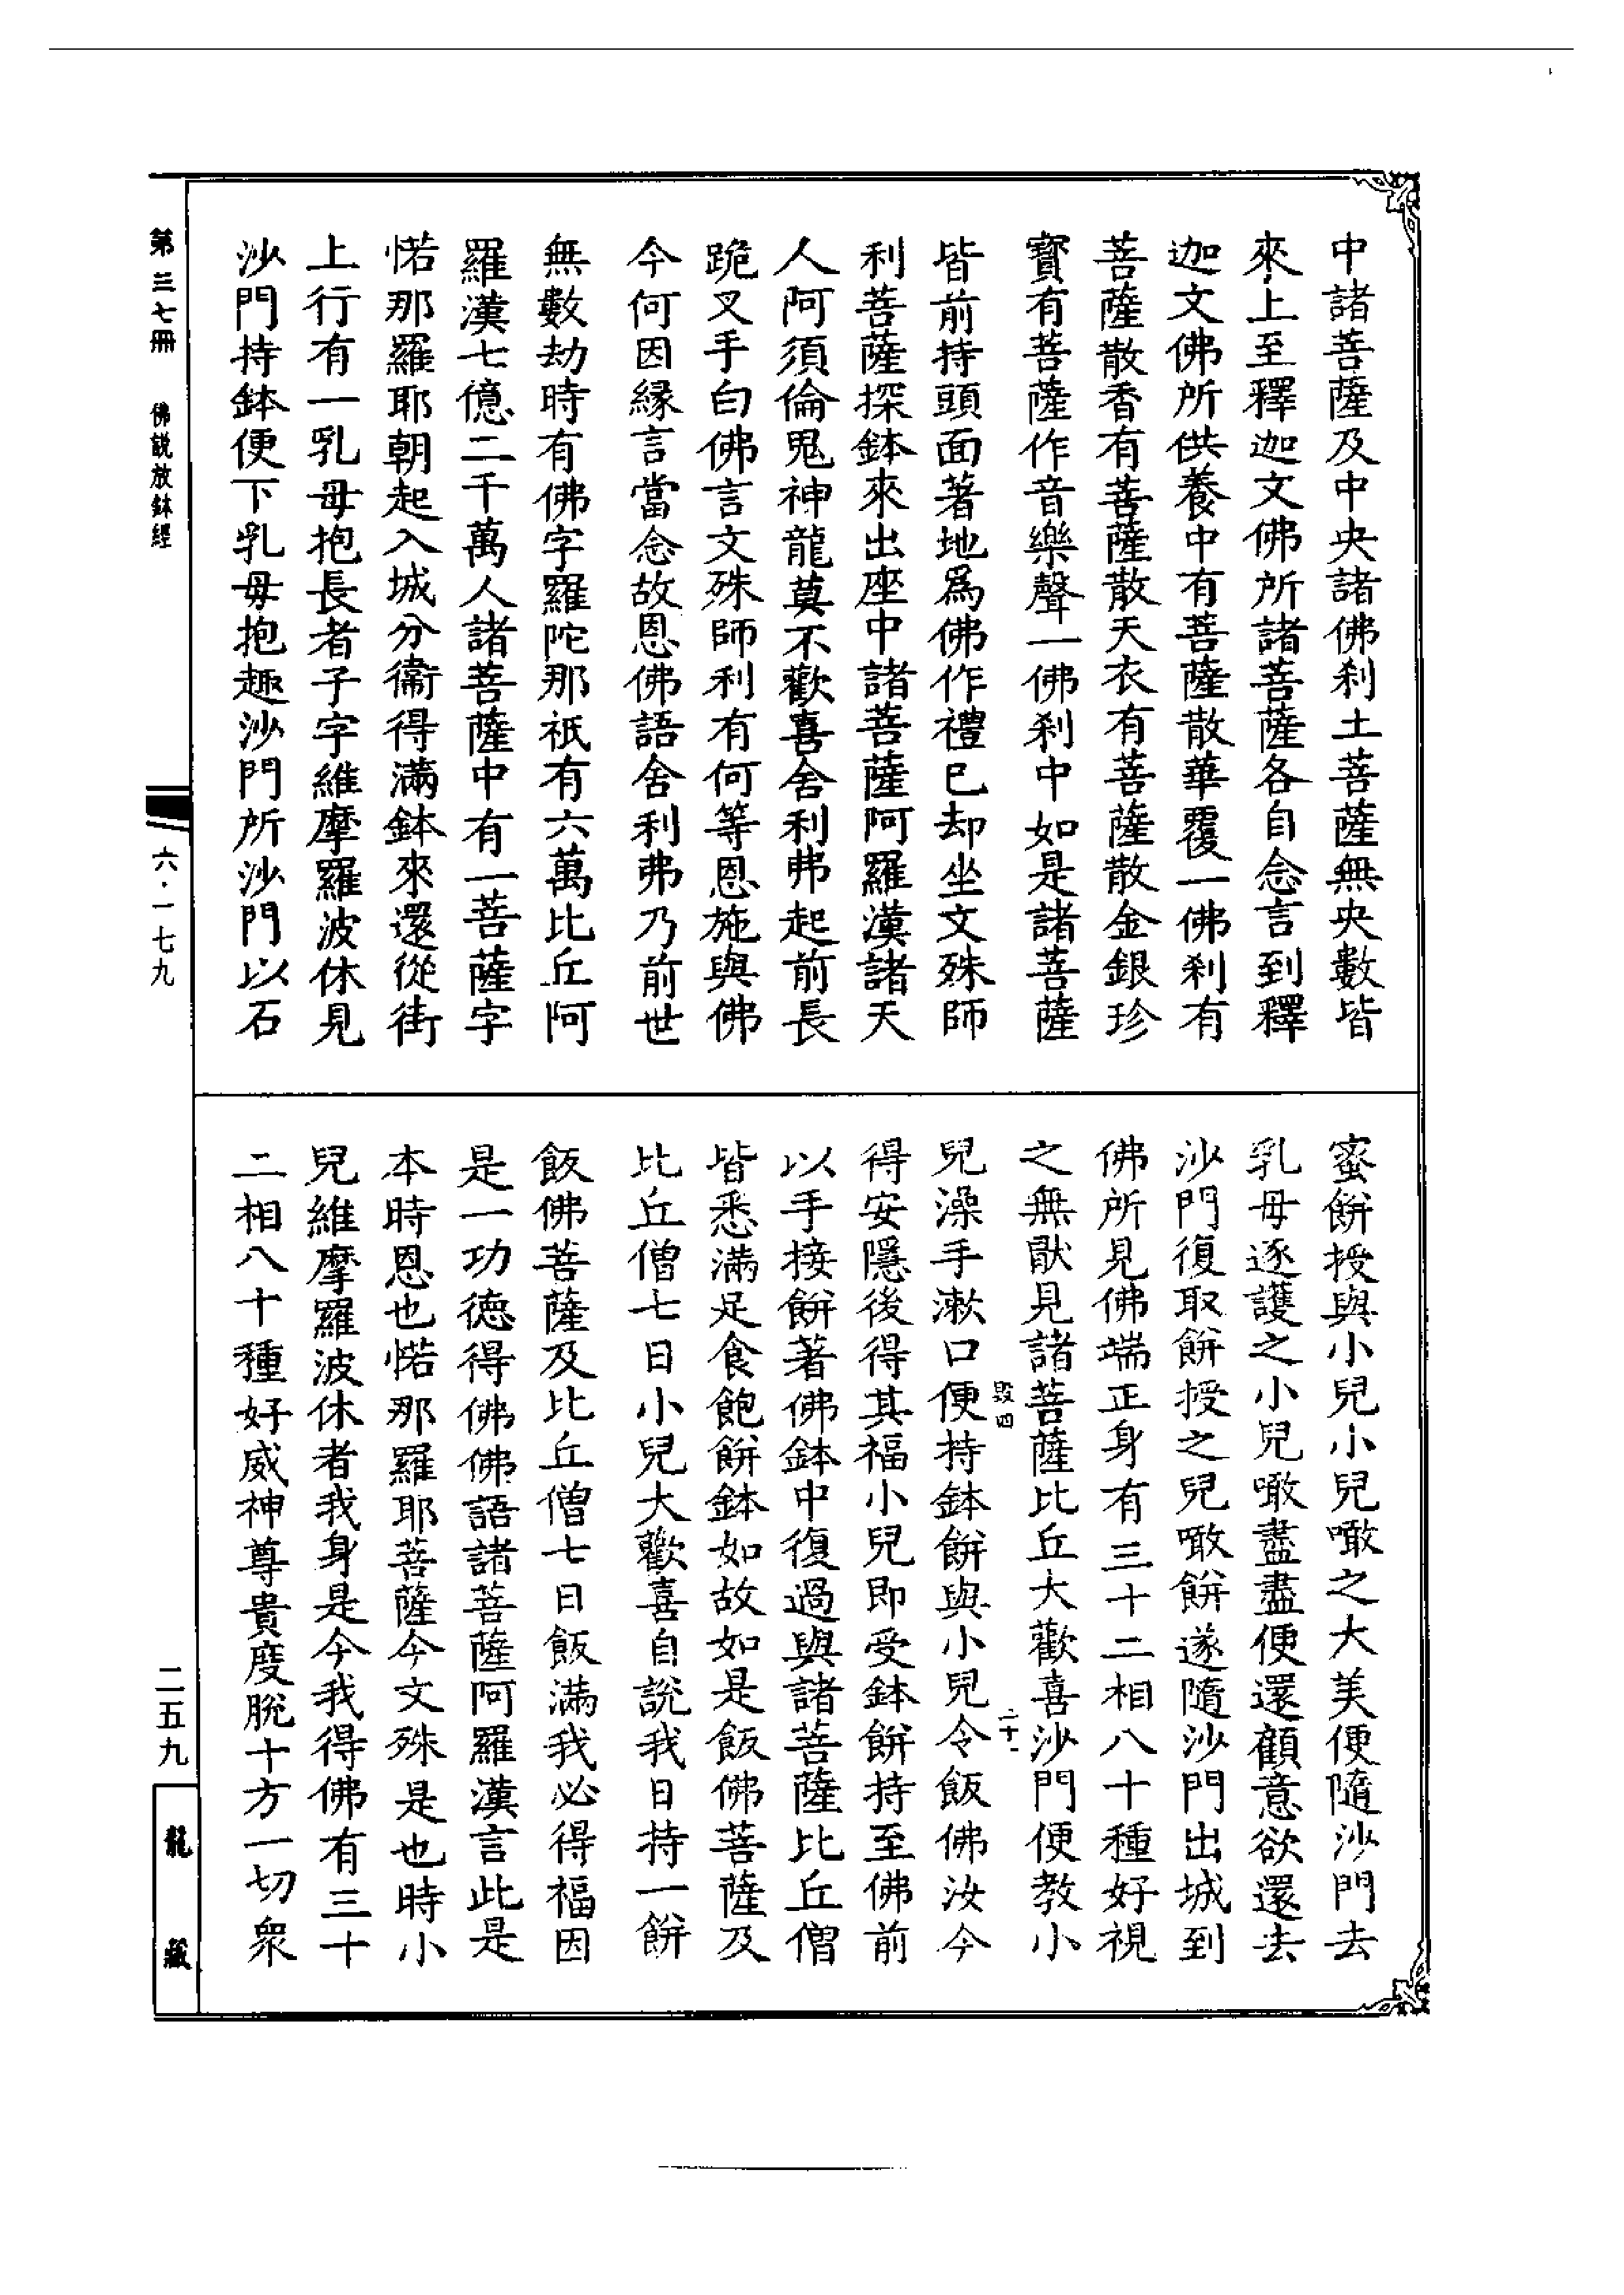 中諸菩薩及中央諸佛刹土菩薩無央數皆
來上至釋迦文佛所諸菩薩各自念言到釋
迦文佛所供養中有菩薩散華覆一佛刹有
菩薩散香有菩薩散天衣有菩薩散金銀珍
寶有菩薩作音樂聲一佛刹中如是諸菩薩
皆前持頭面著地爲佛作禮已却坐文殊師
利菩薩探鉢來出座中諸菩薩阿羅漢諸天
人阿須倫鬼神龍莫不歡喜舍利弗起前長
跪叉手白佛言文殊師利有何等恩施與佛
今何因縁言當念故恩佛語舍利弗乃前世
無數劫時有佛字羅陀那祇有六萬比丘阿
羅漢七億二千萬人諸菩薩中有一菩薩字
惹那羅耶朝起入城分衞得滿鉢來還從街
上行有一乳母抱長者子字維摩羅波休見
沙門持鉢便下乳母抱趣沙門所沙門以石
蜜餅授與小兒小兒噉之大美便隨沙門去
乳母逐護之小兒噉盡盡便還顧意欲還去
沙門復取餅授之兒噉餅遂隨沙門出城到
佛所見佛端正身有三十二相八十種好視
之無猒見諸菩薩比丘大歡喜沙門便教小
毀四
二十一
兒澡手漱口便持鉢餅與小兒令飯佛汝今
得安隱後得其福小兒即受鉢餅持至佛前
以手接餅著佛鉢中復過與諸菩薩比丘僧
皆悉滿足食飽餅鉢如故如是飯佛菩薩及
比丘僧七日小兒大歡喜自說我日持一餅
飯佛菩薩及比丘僧七日飯滿我必得福因
是一功德得佛佛語諸菩薩阿羅漢言此是
本時恩也惹那羅耶菩薩今文殊是也時小
兒維摩羅波休者我身是今我得佛有三十
二相八十種好威神尊貴度脫十方一切衆
第三七冊 佛説放鉢經
六·一七九
二五九
龍藏